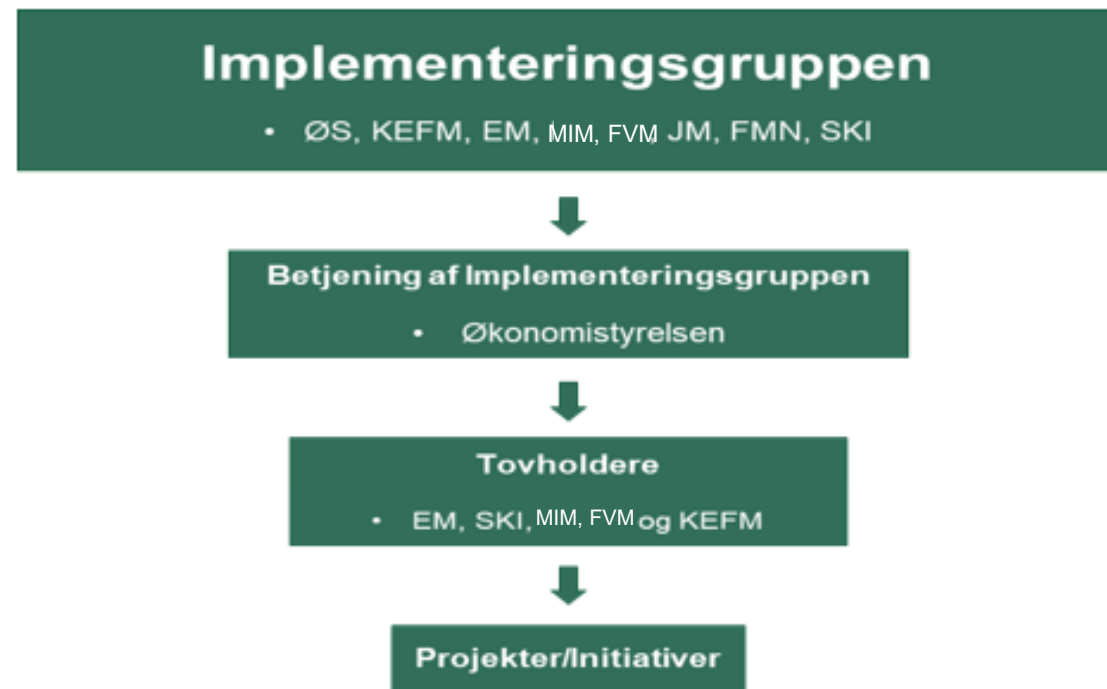 Implementeringsgruppen
• ØS, KEFM, EM, MIM, FVM, JM, FMN, SKI
Betjening af Implementeringsgruppen
• Økonomistyrelsen
Tovholdere
• EM, SKI, MIM, FVM og KEFM
Projekter/Initiativer